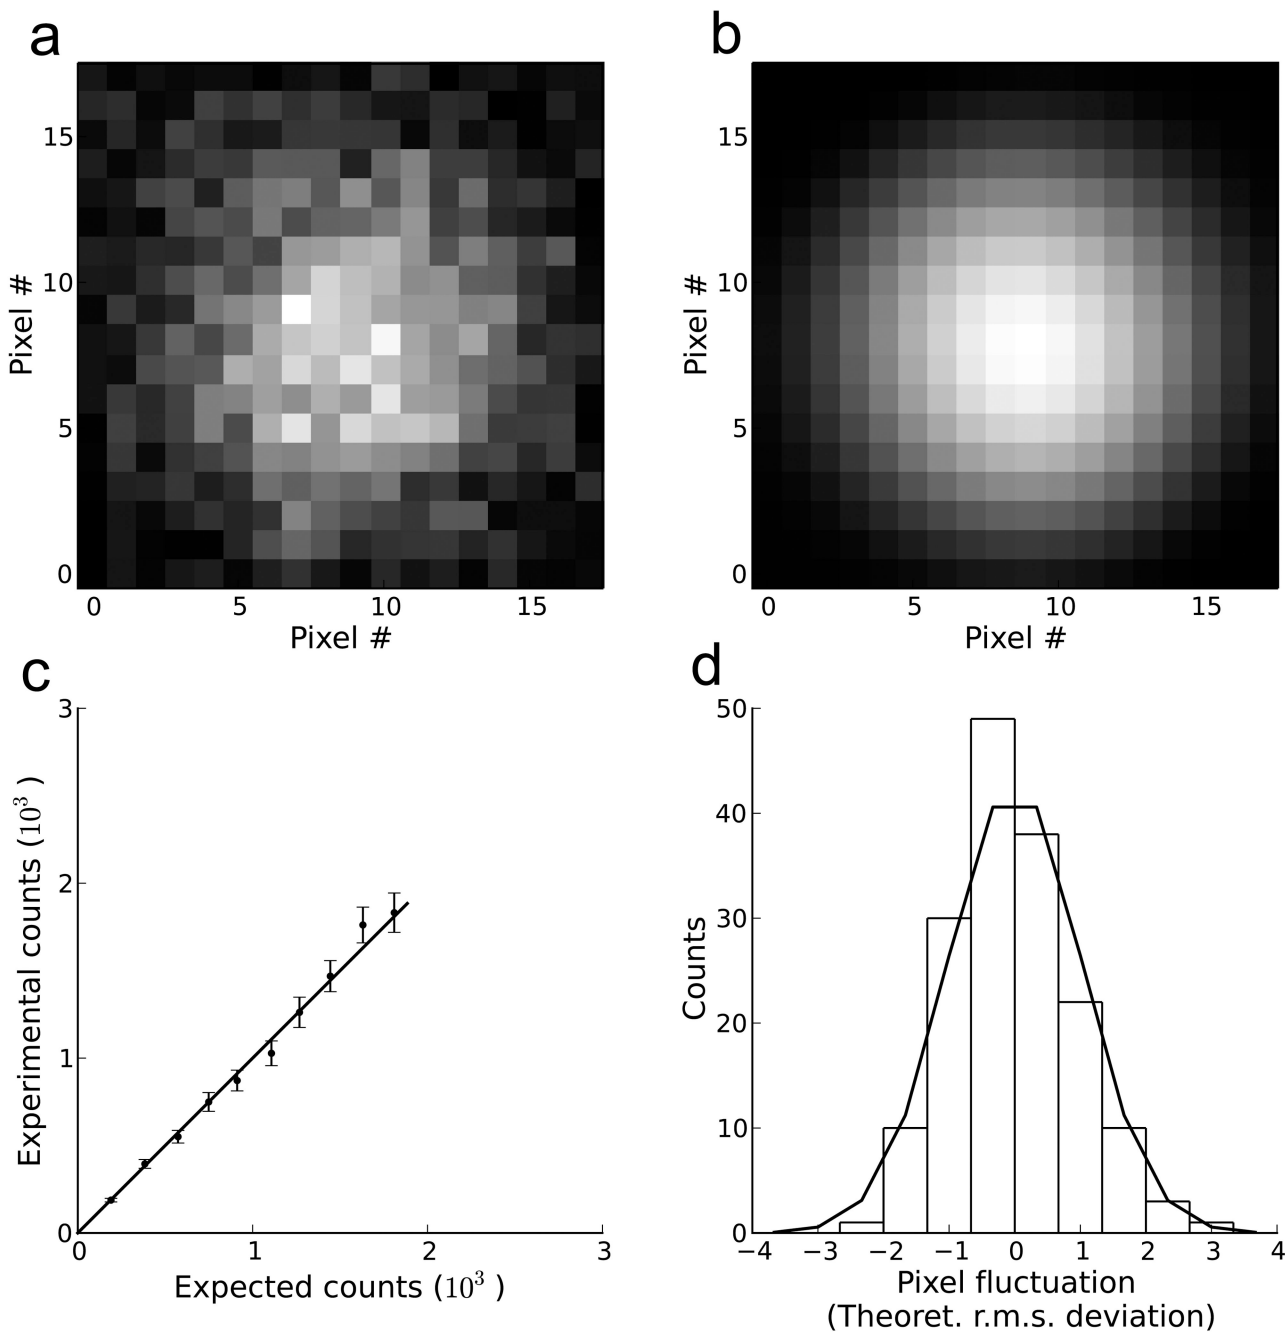 a
b
15
10
5
0
Pixel #
0 5 10 15
Pixel #
15
10
5
0
Pixel #
0 5 10 15
Pixel #
c
3
2
1
0
Experimental counts (10³ )
0 1 2 3
Expected counts (10³ )
d
50
40
30
20
10
0
Counts
−4 −3 −2 −1 0 1 2 3 4
Pixel fluctuation
(Theoret. r.m.s. deviation)